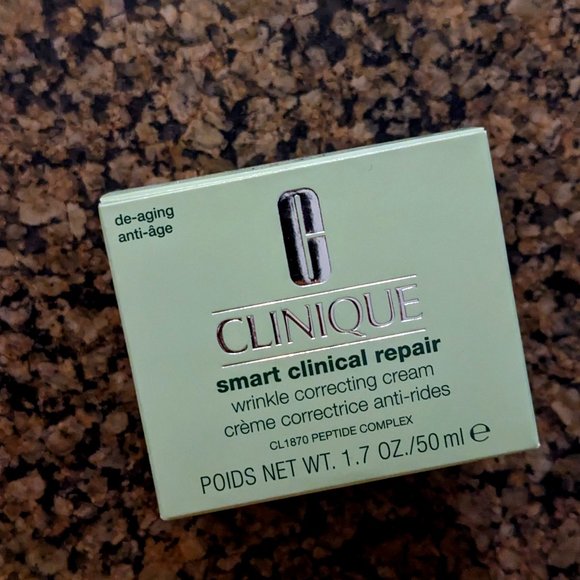 de-aging
anti-âge
C
CLINIQUE
smart clinical repair
wrinkle correcting cream
crème correctrice anti-rides
CL1870 PEPTIDE COMPLEX
POIDS NET WT. 1.7 OZ./50 ml ℮